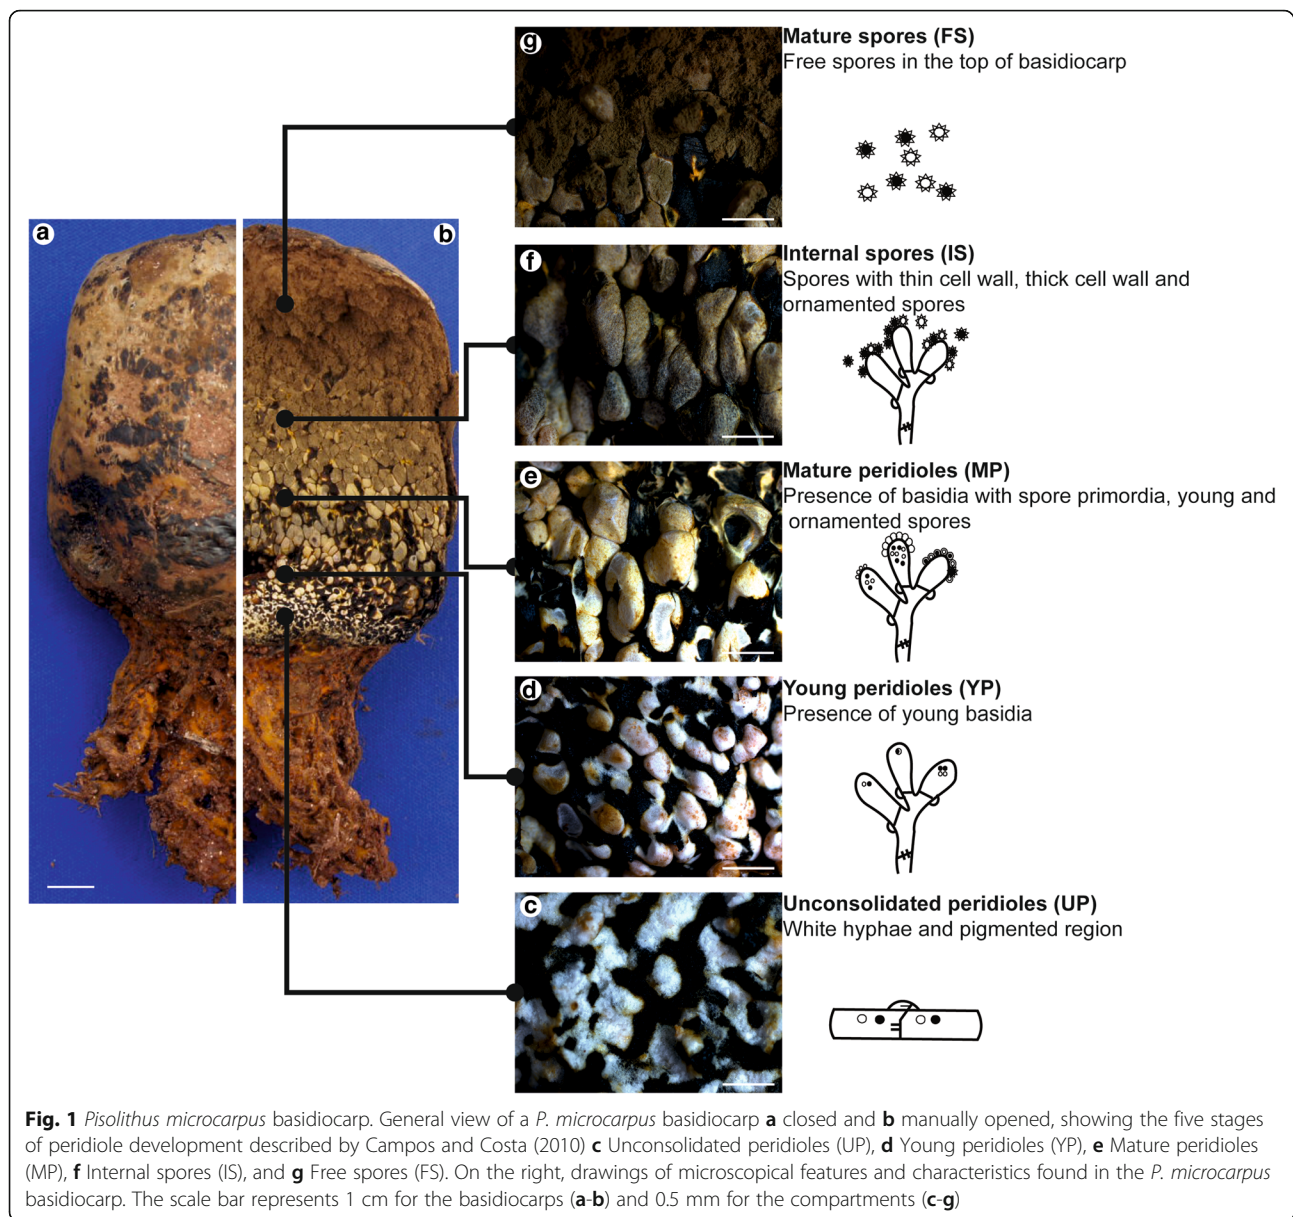 g
Mature spores (FS)
Free spores in the top of basidiocarp
a
b
f
Internal spores (IS)
Spores with thin cell wall, thick cell wall and
ornamented spores
e
Mature peridioles (MP)
Presence of basidia with spore primordia, young and
ornamented spores
d
Young peridioles (YP)
Presence of young basidia
c
Unconsolidated peridioles (UP)
White hyphae and pigmented region
Fig. 1 Pisolithus microcarpus basidiocarp. General view of a P. microcarpus basidiocarp a closed and b manually opened, showing the five stages
of peridiole development described by Campos and Costa (2010) c Unconsolidated peridioles (UP), d Young peridioles (YP), e Mature peridioles
(MP), f Internal spores (IS), and g Free spores (FS). On the right, drawings of microscopical features and characteristics found in the P. microcarpus
basidiocarp. The scale bar represents 1 cm for the basidiocarps (a-b) and 0.5 mm for the compartments (c-g)